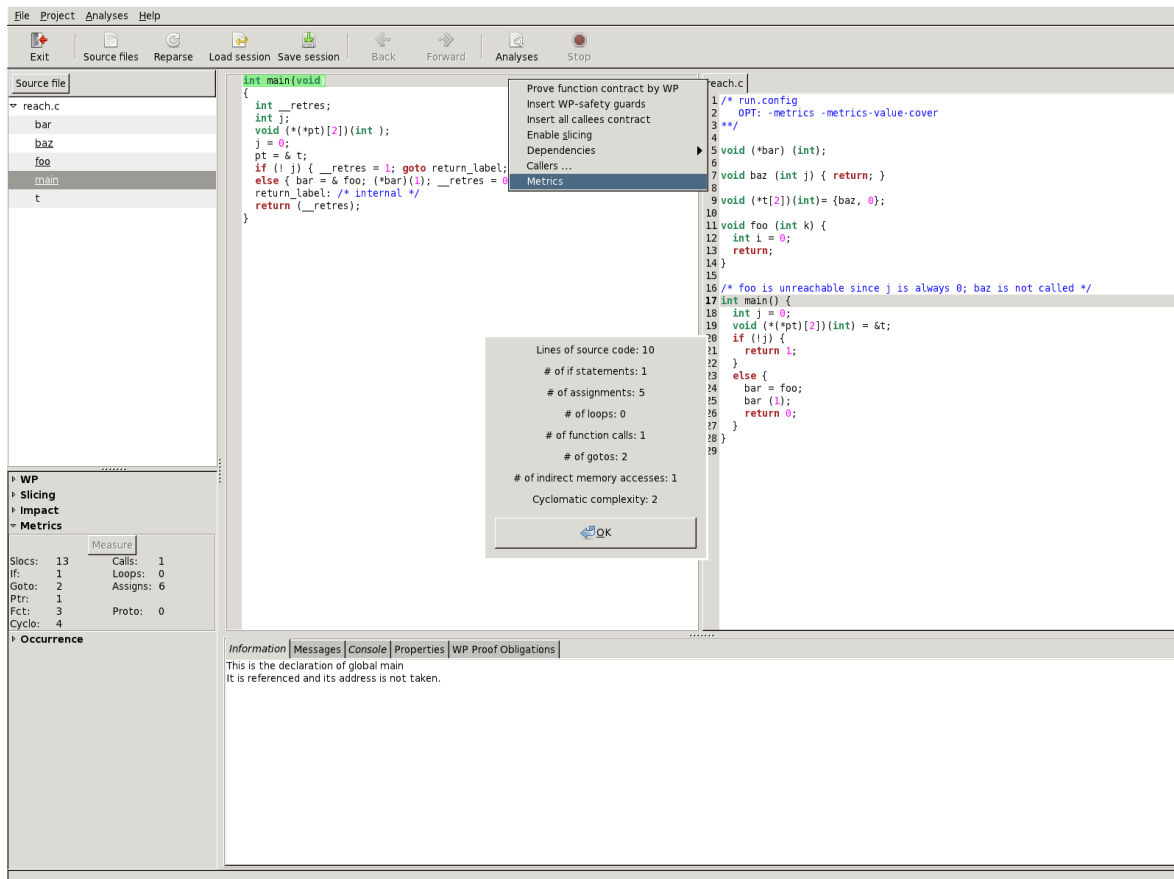 File Project Analyses Help
Exit Source files Reparse Load session Save session Back Forward Analyses Stop
Source file
reach.c
bar
baz
foo
main
t
WP
Slicing
Impact
Metrics
Measure
Slocs: 13 Calls: 1
If: 1 Loops: 0
Goto: 2 Assigns: 6
Ptr: 1
Fct: 3 Proto: 0
Cyclo: 4
Occurrence
int main(void)
{
int __retres;
int j;
void (*(*pt)[2])(int );
j = 0;
pt = & t;
if (! j) { __retres = 1; goto return_label;
else { bar = & foo; (*bar)(1); __retres = 0
return_label: /* internal */
return (__retres);
}
Prove function contract by WP
Insert WP-safety guards
Insert all callees contract
Enable slicing
Dependencies
Callers ...
Metrics
Lines of source code: 10
# of if statements: 1
# of assignments: 5
# of loops: 0
# of function calls: 1
# of gotos: 2
# of indirect memory accesses: 1
Cyclomatic complexity: 2
OK
reach.c
1 /* run.config
2 OPT: -metrics -metrics-value-cover
3 **/
4
5 void (*bar) (int);
6
7 void baz (int j) { return; }
8
9 void (*t[2])(int)= {baz, 0};
10
11 void foo (int k) {
12 int i = 0;
13 return;
14 }
15
16 /* foo is unreachable since j is always 0; baz is not called */
17 int main() {
18 int j = 0;
19 void (*(*pt)[2])(int) = &t;
20 if (!j) {
21 return 1;
22 }
23 else {
24 bar = foo;
25 bar (1);
26 return 0;
27 }
28 }
29
Information Messages Console Properties WP Proof Obligations
This is the declaration of global main
It is referenced and its address is not taken.